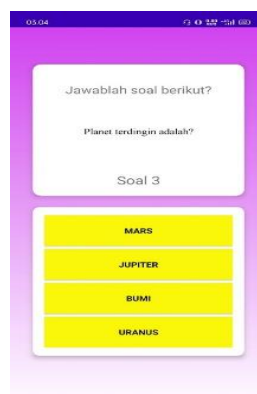 03.04
Jawablah soal berikut?
Planet terdingin adalah?
Soal 3
MARS
JUPITER
BUMI
URANUS